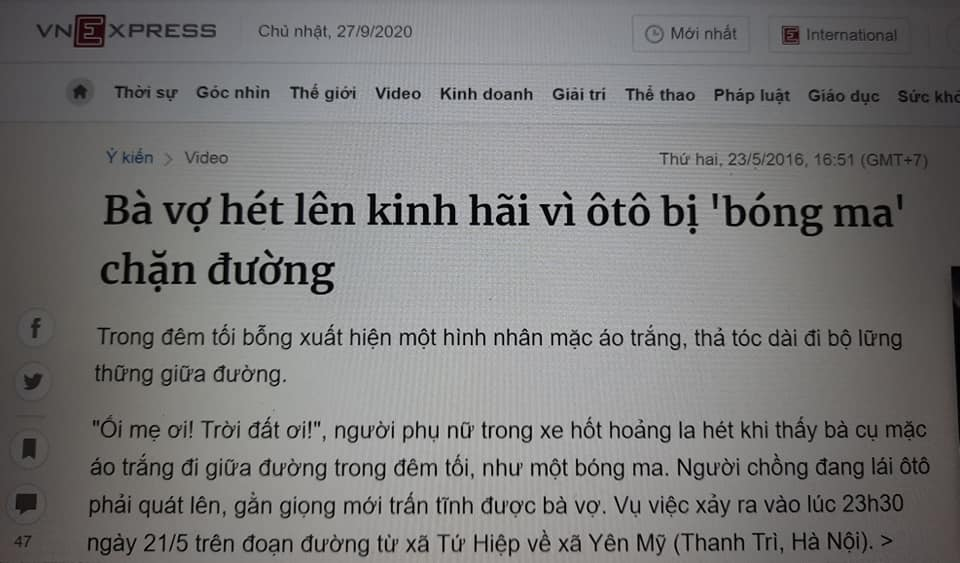 VNEXPRESS
Chủ nhật, 27/9/2020
Mới nhất
E International
Thời sự Góc nhìn Thế giới Video Kinh doanh Giải trí Thể thao Pháp luật Giáo dục Sức
Ý kiến > Video
Thứ hai, 23/5/2016, 16:51 (GMT+7)
Bà vợ hét lên kinh hãi vì ôtô bị 'bóng ma'
chặn đường
Trong đêm tối bỗng xuất hiện một hình nhân mặc áo trắng, thả tóc dài đi bộ lững
thững giữa đường.
"Ối mẹ ơi! Trời đất ơi!", người phụ nữ trong xe hốt hoảng la hét khi thấy bà cụ mặc
áo trắng đi giữa đường trong đêm tối, như một bóng ma. Người chồng đang lái ôtô
phải quát lên, gằn giọng mới trấn tĩnh được bà vợ. Vụ việc xảy ra vào lúc 23h30
ngày 21/5 trên đoạn đường từ xã Tứ Hiệp về xã Yên Mỹ (Thanh Trì, Hà Nội). >
47